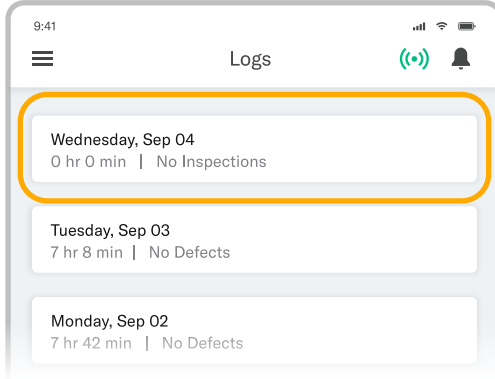 9:41
Logs
Wednesday, Sep 04
0 hr 0 min | No Inspections
Tuesday, Sep 03
7 hr 8 min | No Defects
Monday, Sep 02
7 hr 42 min | No Defects